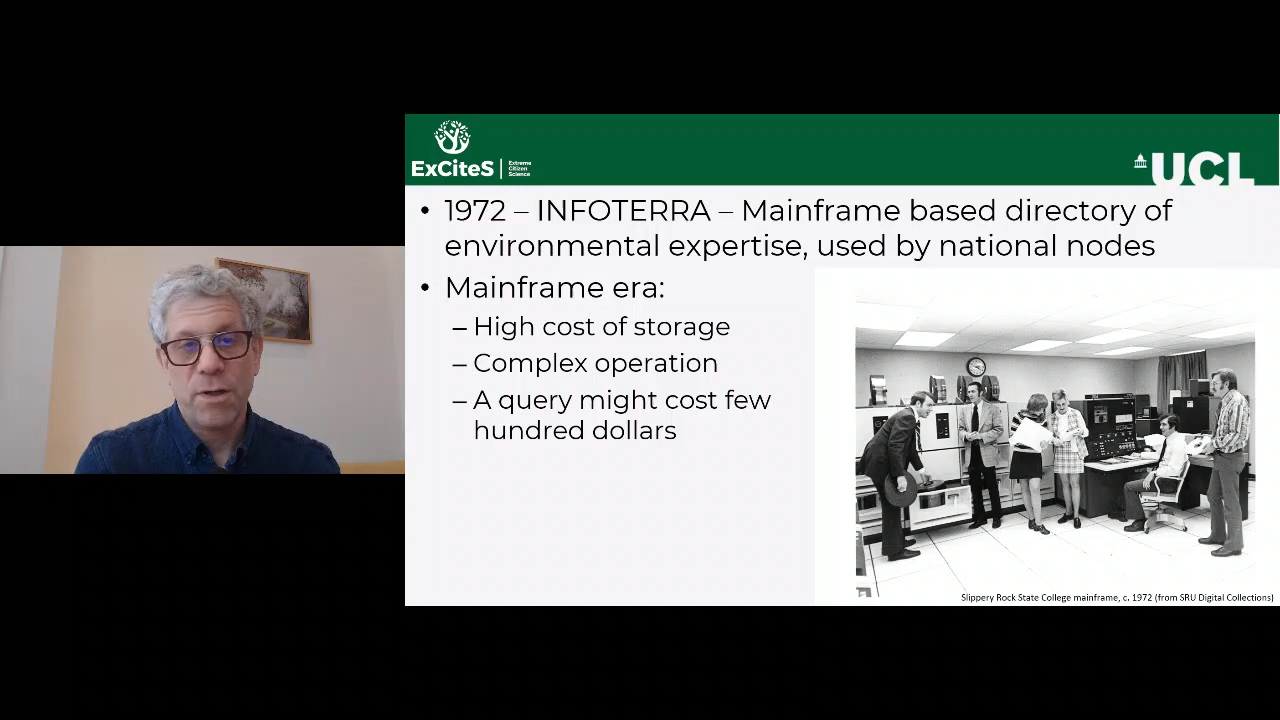 ExCiteS
Extreme
Citizen
Science
UCL
• 1972 – INFOTERRA – Mainframe based directory of
environmental expertise, used by national nodes
• Mainframe era:
– High cost of storage
– Complex operation
– A query might cost few
hundred dollars
Slippery Rock State College mainframe, c. 1972 (from SRU Digital Collections)